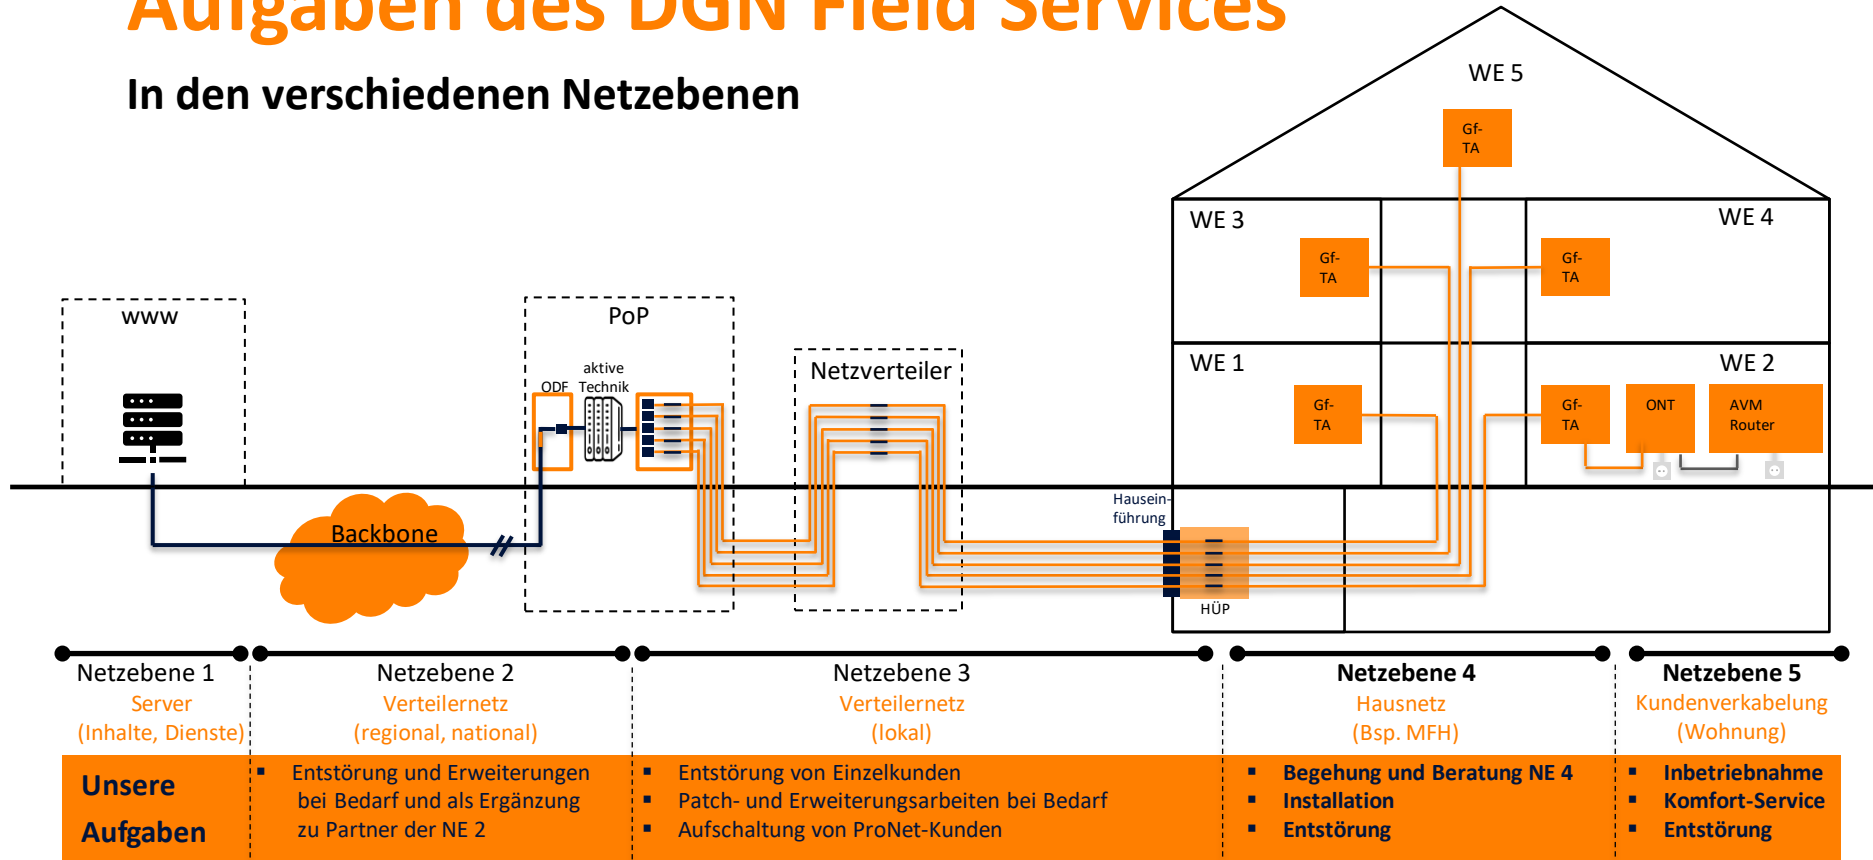 Aufgaben des DGN Field Services
In den verschiedenen Netzebenen
WE 5
Gf-
TA
WE 3
WE 4
Gf-
TA
Gf-
TA
www
PoP
aktive
ODF Technik
Netzverteiler
WE 1
WE 2
Gf-
TA
Gf-
TA
ONT
AVM
Router
Backbone
Hausein-
führung
HÜP
Netzebene 1
Server
(Inhalte, Dienste)
Netzebene 2
Verteilernetz
(regional, national)
Netzebene 3
Verteilernetz
(lokal)
Netzebene 4
Hausnetz
(Bsp. MFH)
Netzebene 5
Kundenverkabelung
(Wohnung)
Unsere
Aufgaben
▪ Entstörung und Erweiterungen
bei Bedarf und als Ergänzung
zu Partner der NE 2
▪ Entstörung von Einzelkunden
▪ Patch- und Erweiterungsarbeiten bei Bedarf
▪ Aufschaltung von ProNet-Kunden
▪ Begehung und Beratung NE 4
▪ Installation
▪ Entstörung
▪ Inbetriebnahme
▪ Komfort-Service
▪ Entstörung